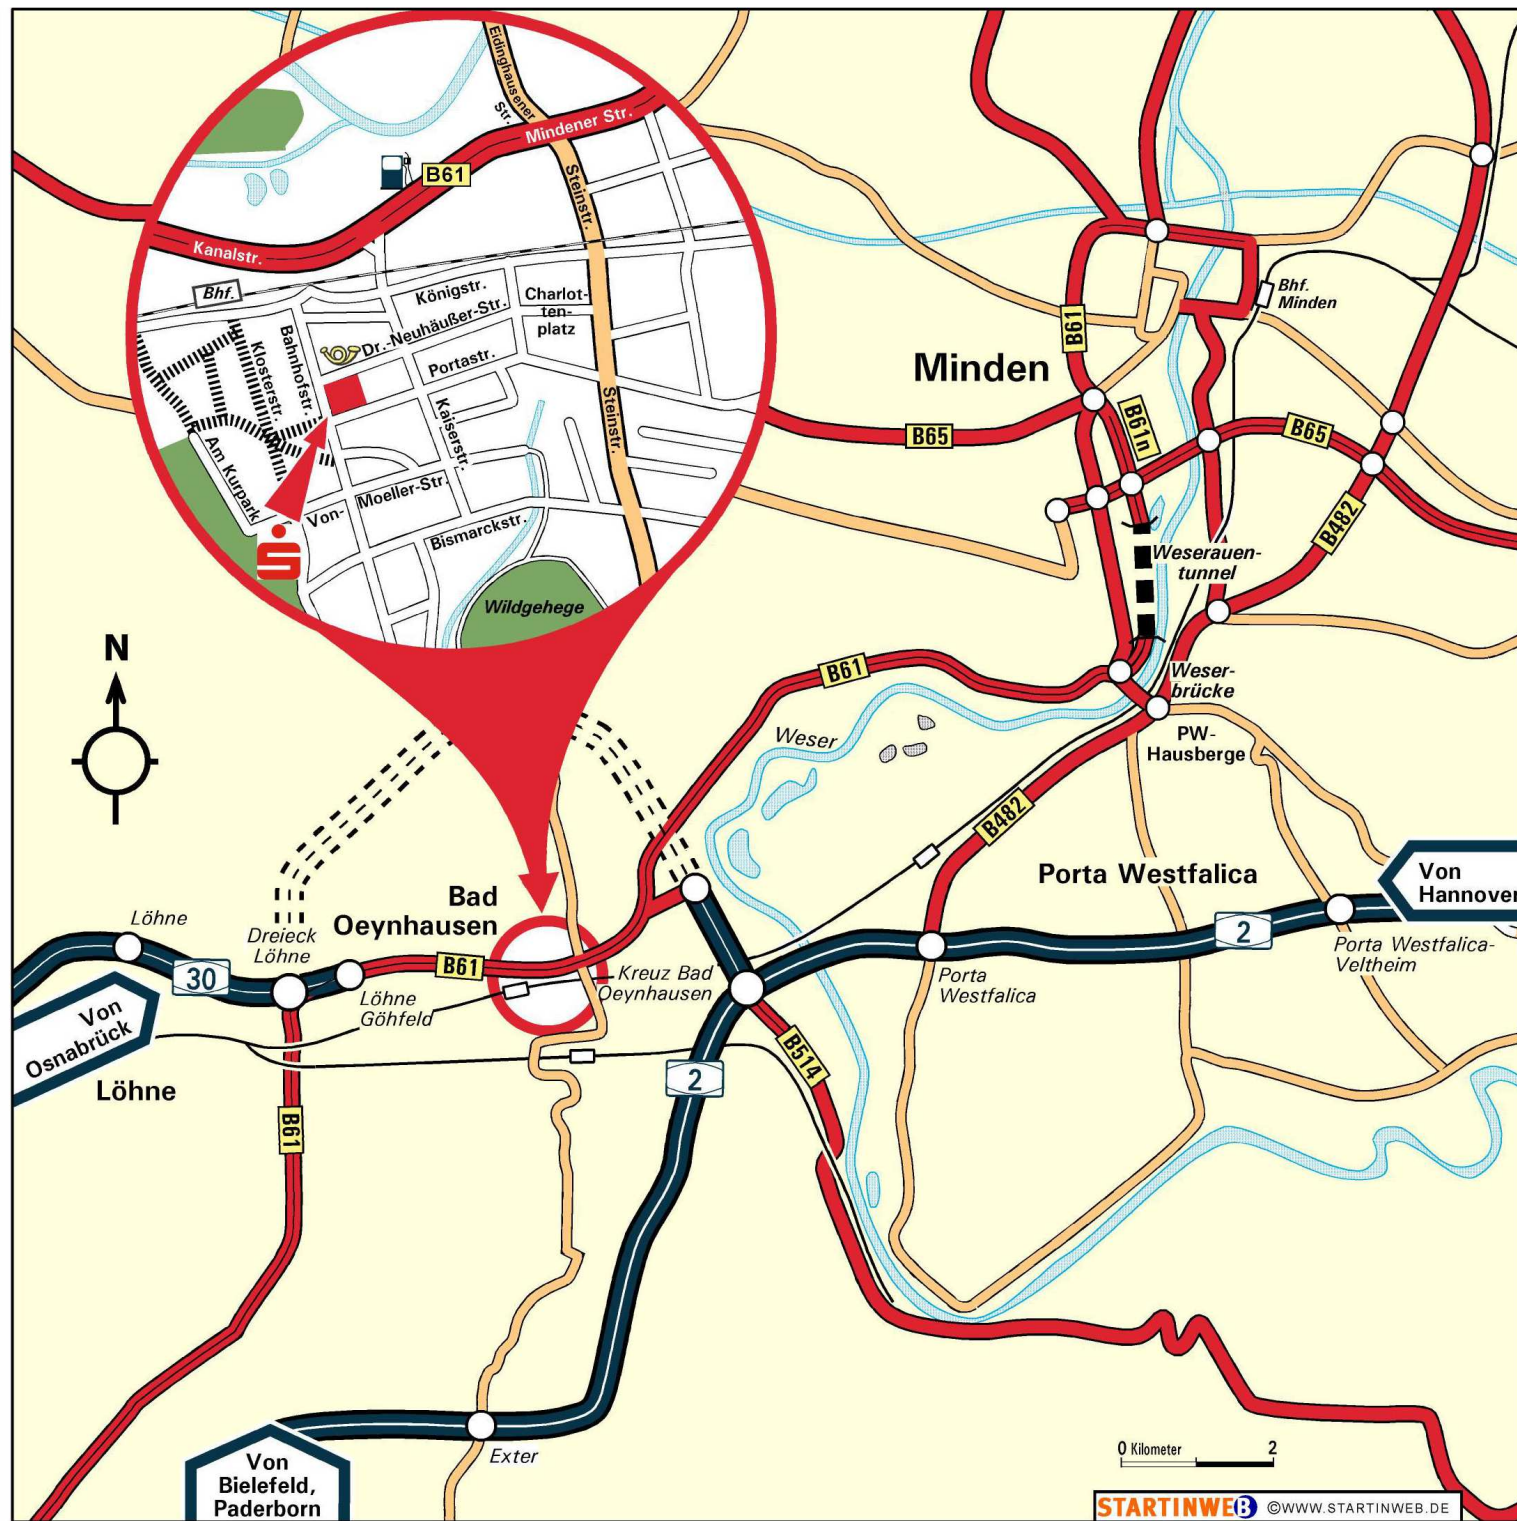 Eidinghausener
Str.
Mindener Str.
B61
Steinstr.
Kanalstr.
Bhf.
Königstr.
Charlot-
ten-
platz
Dr.-Neuhäußer-Str.
Bahnhofstr.
Klosterstr.
Portastr.
Steinstr.
Kaiserstr.
Am Kurpark
Von-
Moeller-Str.
Bismarckstr.
Wildgehege
N
Bhf.
Minden
B61
Minden
B65
B61n
B65
B482
Weserauen-
tunnel
B61
Weser-
brücke
Weser
PW-
Hausberge
B482
Porta Westfalica
Von
Hannover
Bad
Oeynhausen
Löhne
Dreieck
Löhne
30
B61
Löhne
Göhfeld
Kreuz Bad
Oeynhausen
Porta
Westfalica
2
Porta Westfalica-
Veltheim
Von
Osnabrück
Löhne
B61
2
B514
Exter
Von
Bielefeld,
Paderborn
0 Kilometer 2
STARTINWEB ©WWW.STARTINWEB.DE